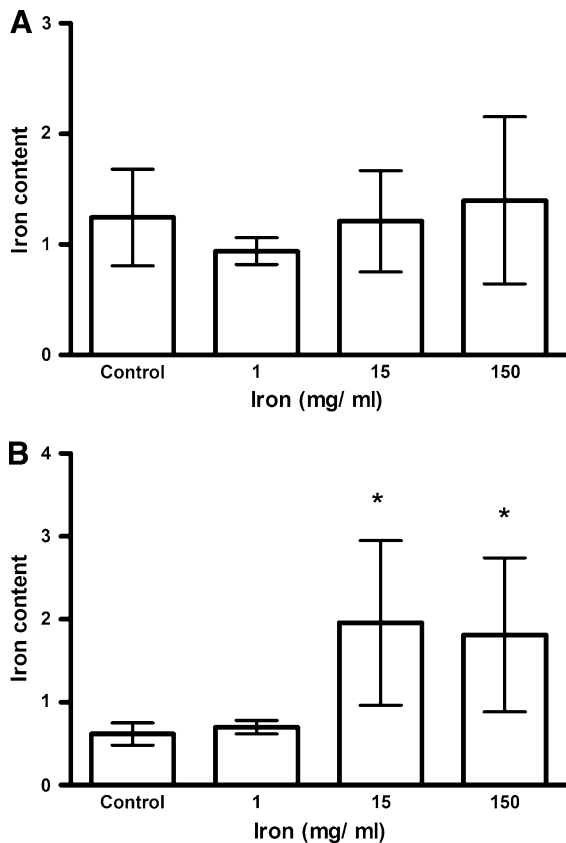 A
3
2
1
0
Iron content
Control 1 15 150
Iron (mg/ ml)
B
4
3
2
1
0
Iron content
* *
Control 1 15 150
Iron (mg/ ml)